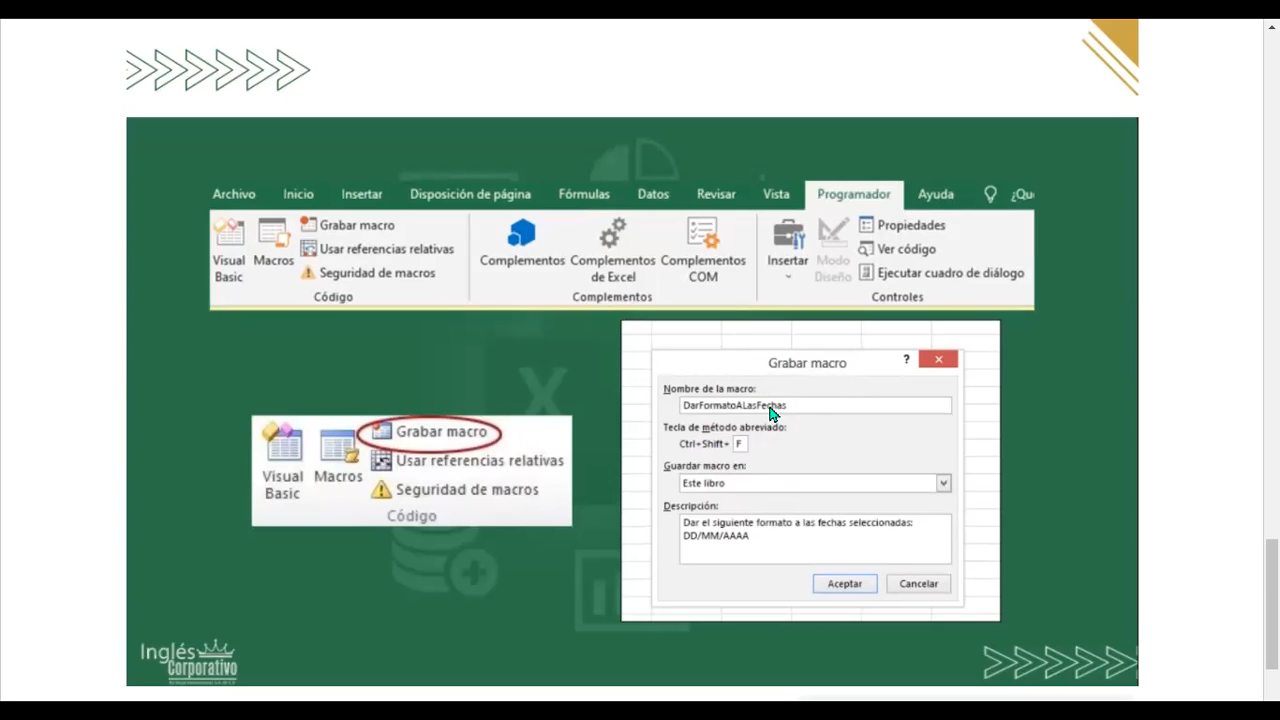 Archivo Inicio Insertar Disposición de página Fórmulas Datos Revisar Vista Programador Ayuda ¿Qu
Visual Basic
Macros
Grabar macro
Usar referencias relativas
Seguridad de macros
Código
Complementos
Complementos de Excel
Complementos COM
Complementos
Insertar
Modo Diseño
Propiedades
Ver código
Ejecutar cuadro de diálogo
Controles
Visual Basic
Macros
Grabar macro
Usar referencias relativas
Seguridad de macros
Código
Grabar macro ?
Nombre de la macro:
DarFormatoALasFechas
Tecla de método abreviado:
Ctrl+Shift+ F
Guardar macro en:
Este libro
Descripción:
Dar el siguiente formato a las fechas seleccionadas:
DD/MM/AAAA
Aceptar Cancelar
Inglés
Corporativo